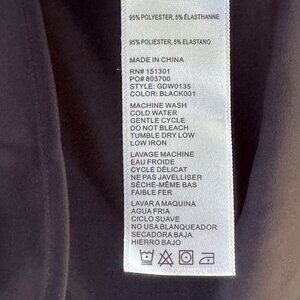 95% POLYESTER, 5% ÉLASTHANNE
95% POLIESTER, 5% ELASTANO
MADE IN CHINA
RN# 151301
PO# 803700
STYLE: GDW0135
COLOR: BLACK001
MACHINE WASH
COLD WATER
GENTLE CYCLE
DO NOT BLEACH
TUMBLE DRY LOW
LOW IRON
LAVAGE MACHINE
EAU FROIDE
CYCLE DÉLICAT
NE PAS JAVELLISER
SÈCHE-MÊME BAS
FAIBLE FER
LAVAR A MAQUINA
AGUA FRIA
CICLO SUAVE
NO USA BLANQUEADOR
SECADORA BAJA
HIERRO BAJO